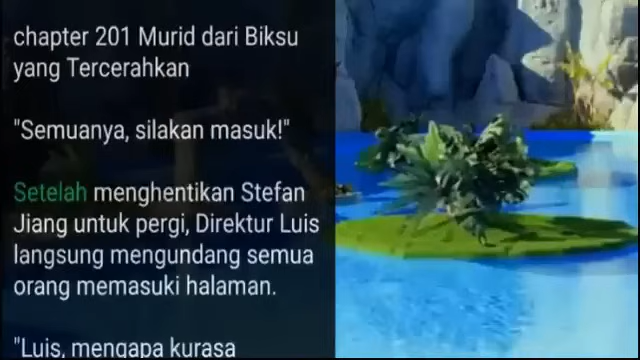 chapter 201 Murid dari Biksu
yang Tercerahkan
"Semuanya, silakan masuk!"
Setelah menghentikan Stefan
Jiang untuk pergi, Direktur Luis
langsung mengundang semua
orang memasuki halaman.
"Luis, mengapa kurasa